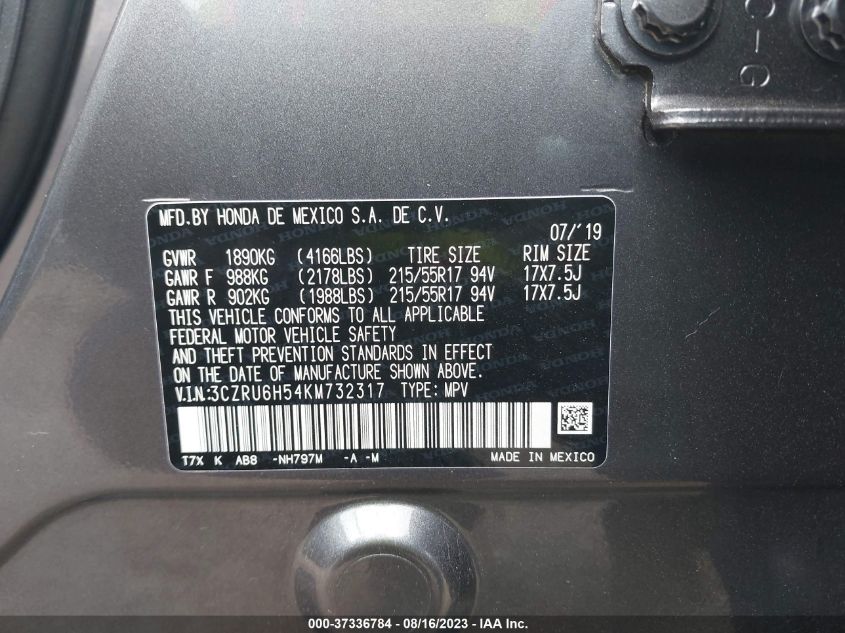 C-G
MFD.BY HONDA DE MEXICO S.A. DE C.V.
07/'19
GVWR 1890KG (4166LBS) TIRE SIZE RIM SIZE
GAWR F 988KG (2178LBS) 215/55R17 94V 17X7.5J
GAWR R 902KG (1988LBS) 215/55R17 94V 17X7.5J
THIS VEHICLE CONFORMS TO ALL APPLICABLE
FEDERAL MOTOR VEHICLE SAFETY
AND THEFT PREVENTION STANDARDS IN EFFECT
ON THE DATE OF MANUFACTURE SHOWN ABOVE.
V.I.N:3CZRU6H54KM732317 TYPE: MPV
T7X K AB8 -NH797M -A -M MADE IN MEXICO
000-37336784 - 08/16/2023 - IAA Inc.